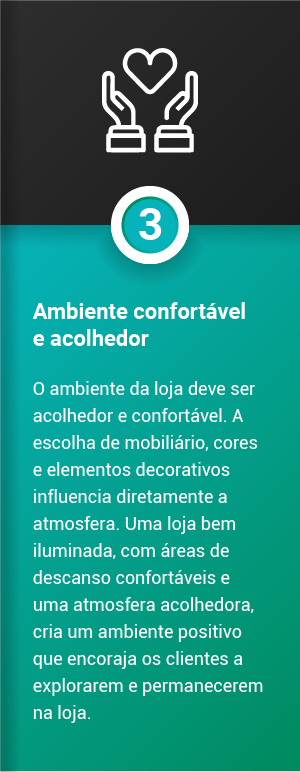 3
Ambiente confortável
e acolhedor
O ambiente da loja deve ser
acolhedor e confortável. A
escolha de mobiliário, cores
e elementos decorativos
influencia diretamente a
atmosfera. Uma loja bem
iluminada, com áreas de
descanso confortáveis e
uma atmosfera acolhedora,
cria um ambiente positivo
que encoraja os clientes a
explorarem e permanecerem
na loja.